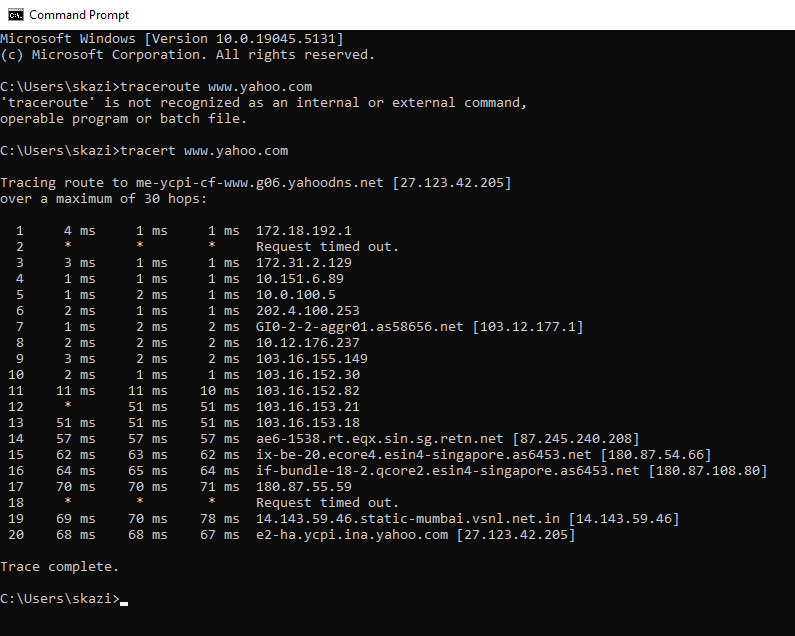 Command Prompt
Microsoft Windows [Version 10.0.19045.5131]
(c) Microsoft Corporation. All rights reserved.
C:\Users\skazi>traceroute www.yahoo.com
'traceroute' is not recognized as an internal or external command,
operable program or batch file.
C:\Users\skazi>tracert www.yahoo.com
Tracing route to me-ycpi-cf-www.g06.yahoodns.net [27.123.42.205]
over a maximum of 30 hops:
1 4 ms 1 ms 1 ms 172.18.192.1
2 * * * Request timed out.
3 3 ms 1 ms 1 ms 172.31.2.129
4 1 ms 1 ms 1 ms 10.151.6.89
5 1 ms 2 ms 1 ms 10.0.100.5
6 2 ms 1 ms 1 ms 202.4.100.253
7 1 ms 2 ms 2 ms GI0-2-2-aggr01.as58656.net [103.12.177.1]
8 2 ms 2 ms 2 ms 10.12.176.237
9 3 ms 2 ms 2 ms 103.16.155.149
10 2 ms 1 ms 1 ms 103.16.152.30
11 11 ms 11 ms 10 ms 103.16.152.82
12 * 51 ms 51 ms 103.16.153.21
13 51 ms 51 ms 51 ms 103.16.153.18
14 57 ms 57 ms 57 ms ae6-1538.rt.eqx.sin.sg.retn.net [87.245.240.208]
15 62 ms 63 ms 62 ms ix-be-20.ecore4.esin4-singapore.as6453.net [180.87.54.66]
16 64 ms 65 ms 64 ms if-bundle-18-2.qcore2.esin4-singapore.as6453.net [180.87.108.80]
17 70 ms 70 ms 71 ms 180.87.55.59
18 * * * Request timed out.
19 69 ms 70 ms 78 ms 14.143.59.46.static-mumbai.vsnl.net.in [14.143.59.46]
20 68 ms 68 ms 67 ms e2-ha.ycpi.ina.yahoo.com [27.123.42.205]
Trace complete.
C:\Users\skazi>